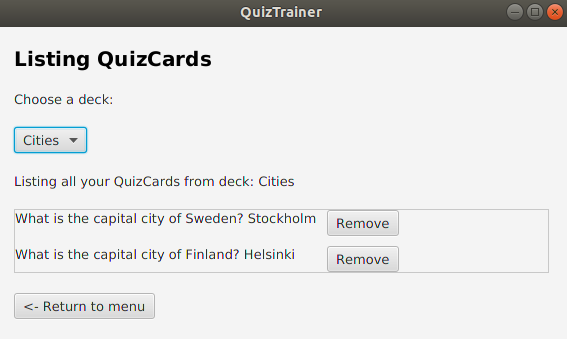 QuizTrainer
Listing QuizCards
Choose a deck:
Cities
Listing all your QuizCards from deck: Cities
What is the capital city of Sweden? Stockholm Remove
What is the capital city of Finland? Helsinki Remove
<- Return to menu